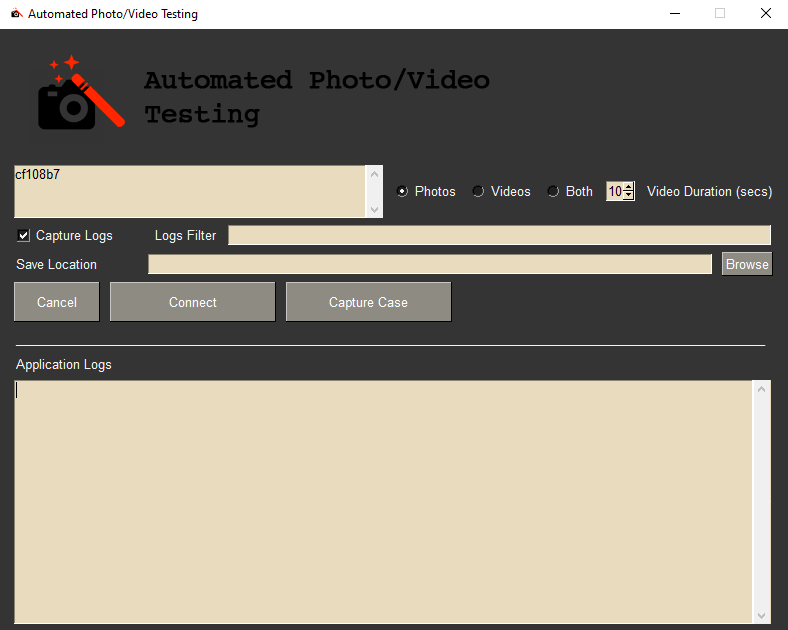 Automated Photo/Video Testing
Automated Photo/Video
Testing
cf108b7
Photos Videos Both 10 Video Duration (secs)
Capture Logs Logs Filter
Save Location Browse
Cancel Connect Capture Case
Application Logs